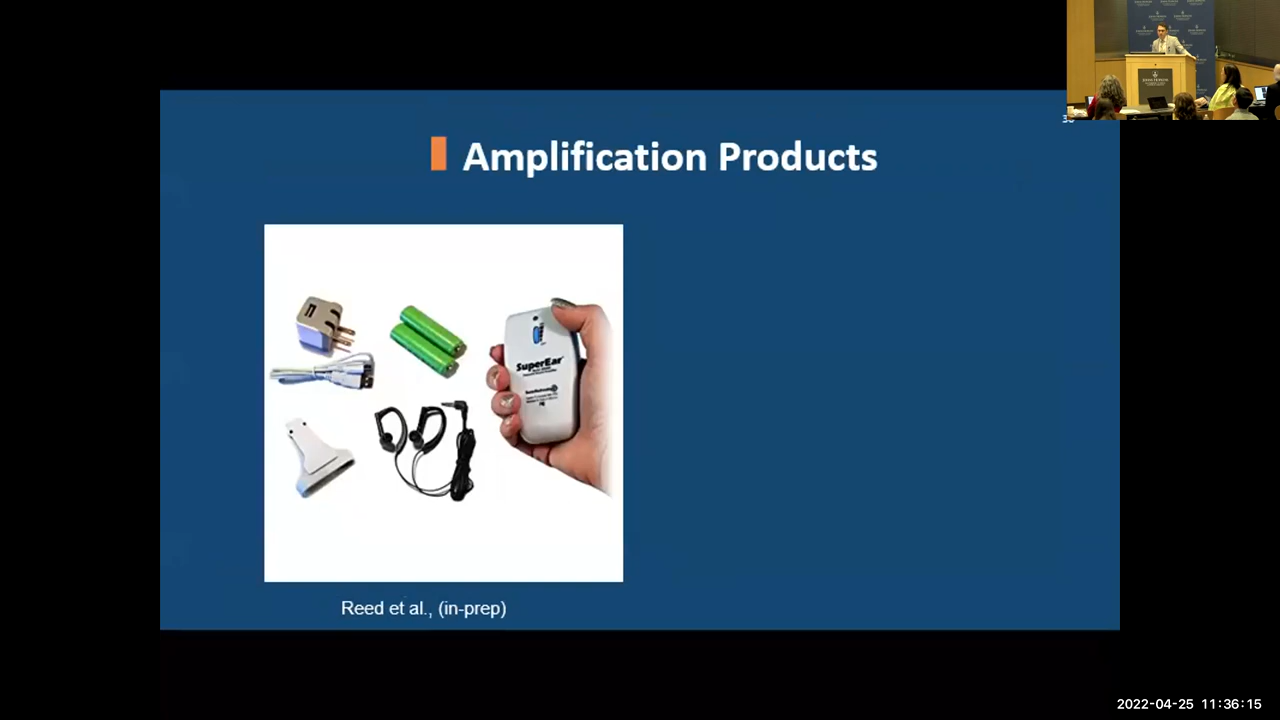 Amplification Products
SuperEar
Reed et al., (in-prep)
2022-04-25 11:36:15